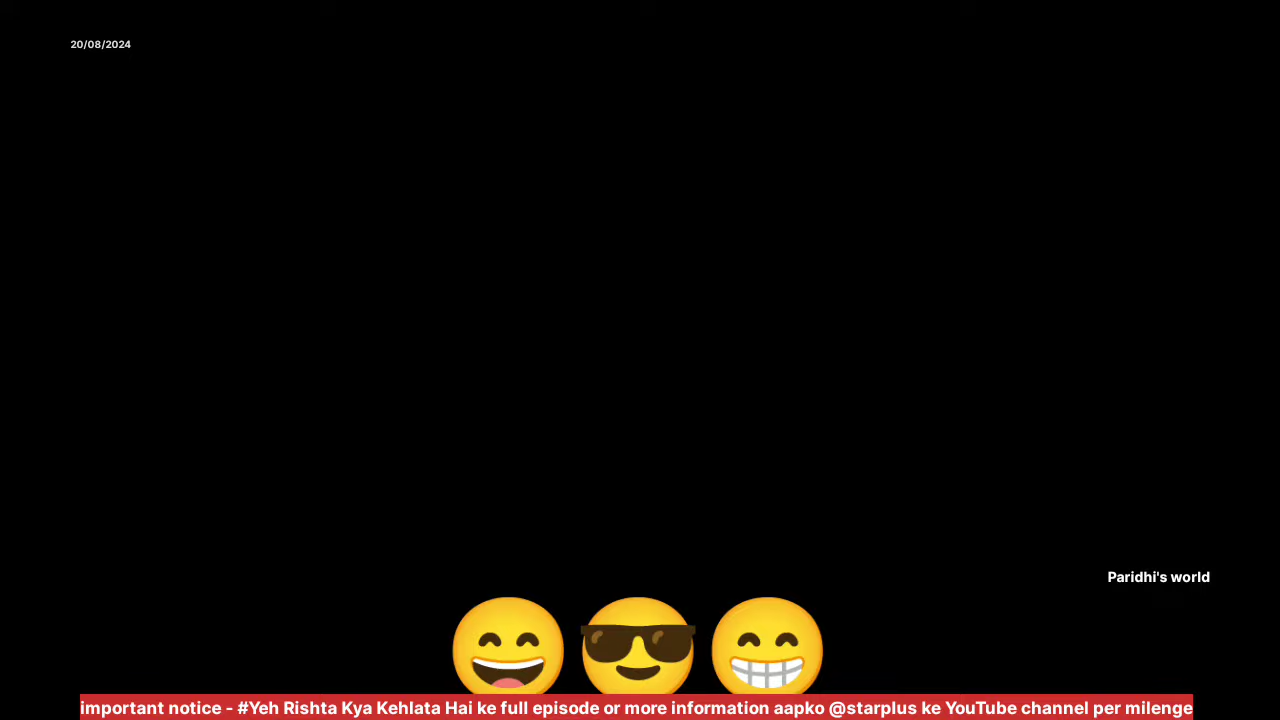 20/08/2024
Paridhi's world
important notice - #Yeh Rishta Kya Kehlata Hai ke full episode or more information aapko @starplus ke YouTube channel per milenge